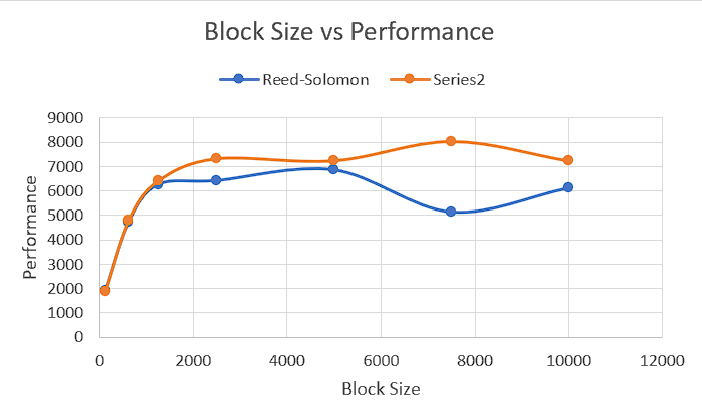 Block Size vs Performance
Reed-Solomon Series2
9000
8000
7000
6000
5000
4000
3000
2000
1000
0
Performance
0 2000 4000 6000 8000 10000 12000
Block Size